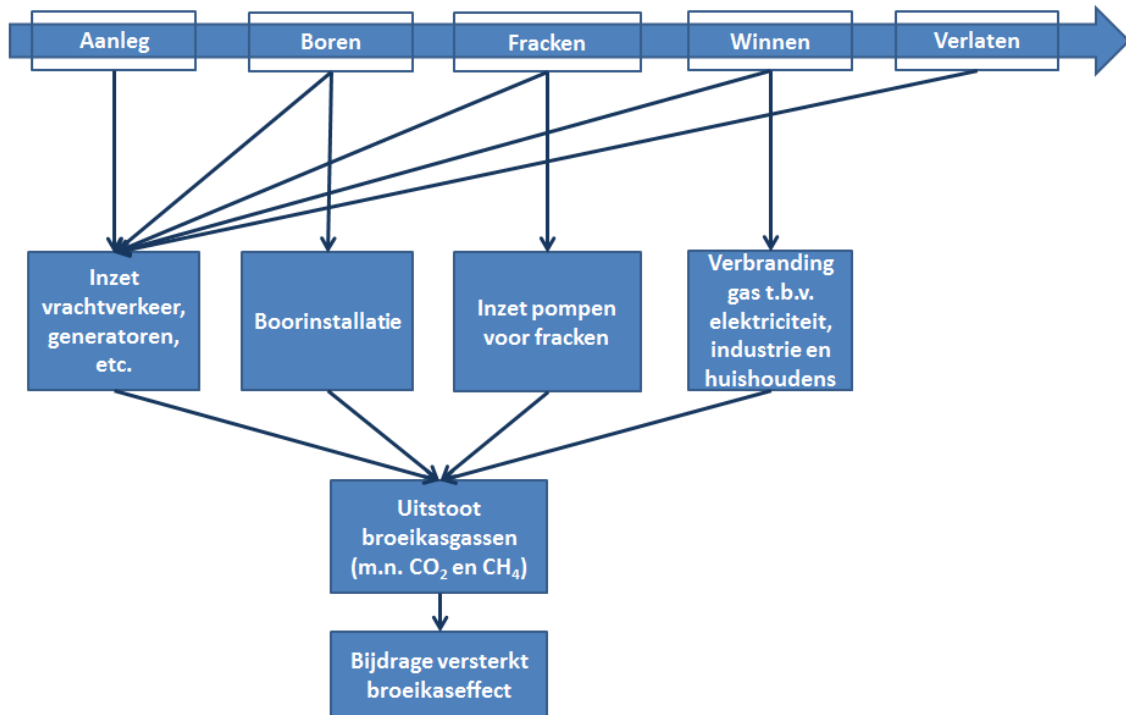 Aanleg
Boren
Fracken
Winnen
Verlaten
Inzet
vrachtverkeer,
generatoren,
etc.
Boorinstallatie
Inzet pompen
voor fracken
Verbranding
gas t.b.v.
elektriciteit,
industrie en
huishoudens
Uitstoot
broeikasgassen
(m.n. CO₂ en CH₄)
Bijdrage versterkt
broeikaseffect